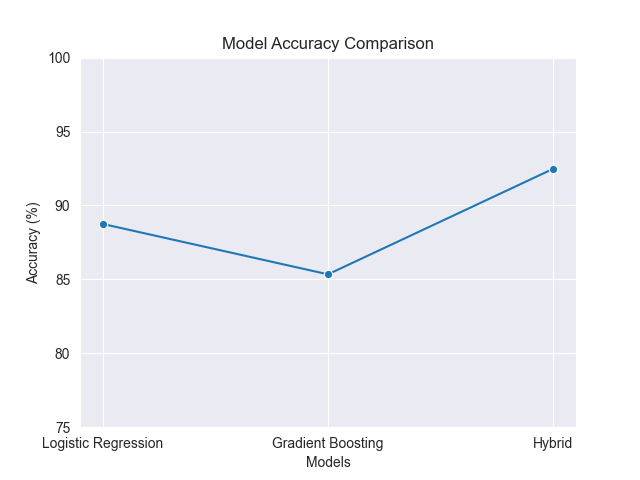 Model Accuracy Comparison
100
95
90
85
80
75
Accuracy (%)
Logistic Regression Gradient Boosting Hybrid
Models